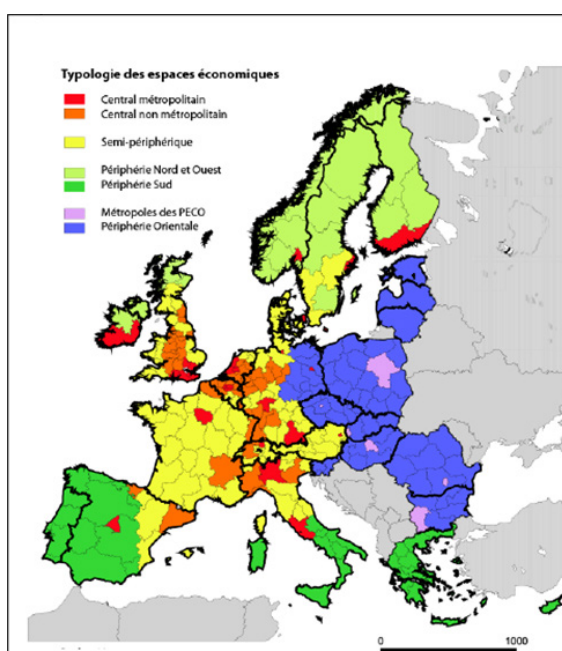 Typologie des espaces économiques
Central métropolitain
Central non métropolitain
Semi-périphérique
Périphérie Nord et Ouest
Périphérie Sud
Métropoles des PECO
Périphérie Orientale
0 1000